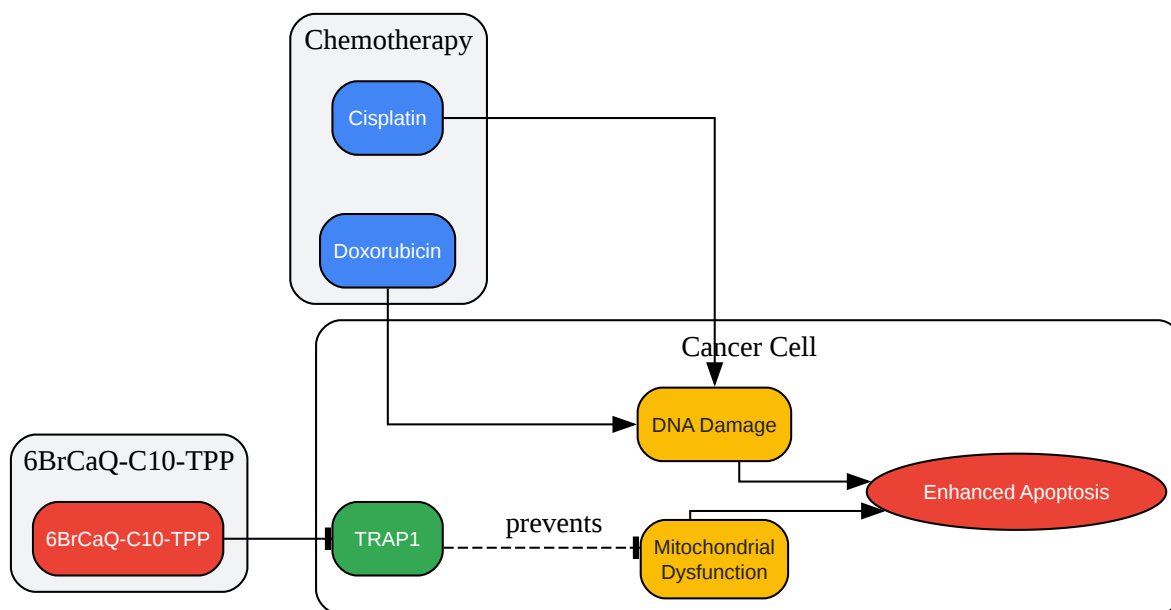 Chemotherapy
Cisplatin
Doxorubicin
Cancer Cell
DNA Damage
6BrCaQ-C10-TPP
Enhanced Apoptosis
6BrCaQ-C10-TPP
TRAP1
prevents
Mitochondrial
Dysfunction